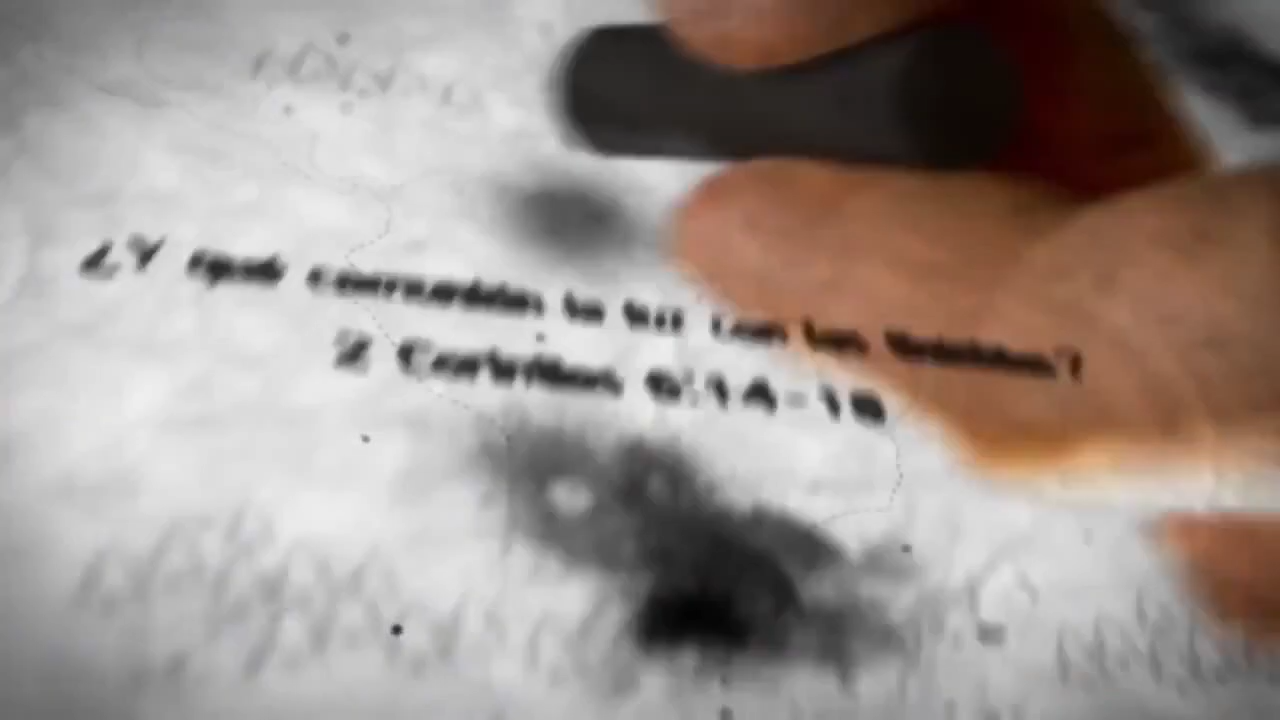 ¿Y qué comunión la luz con las tinieblas?
2 Corintios 6:14-18